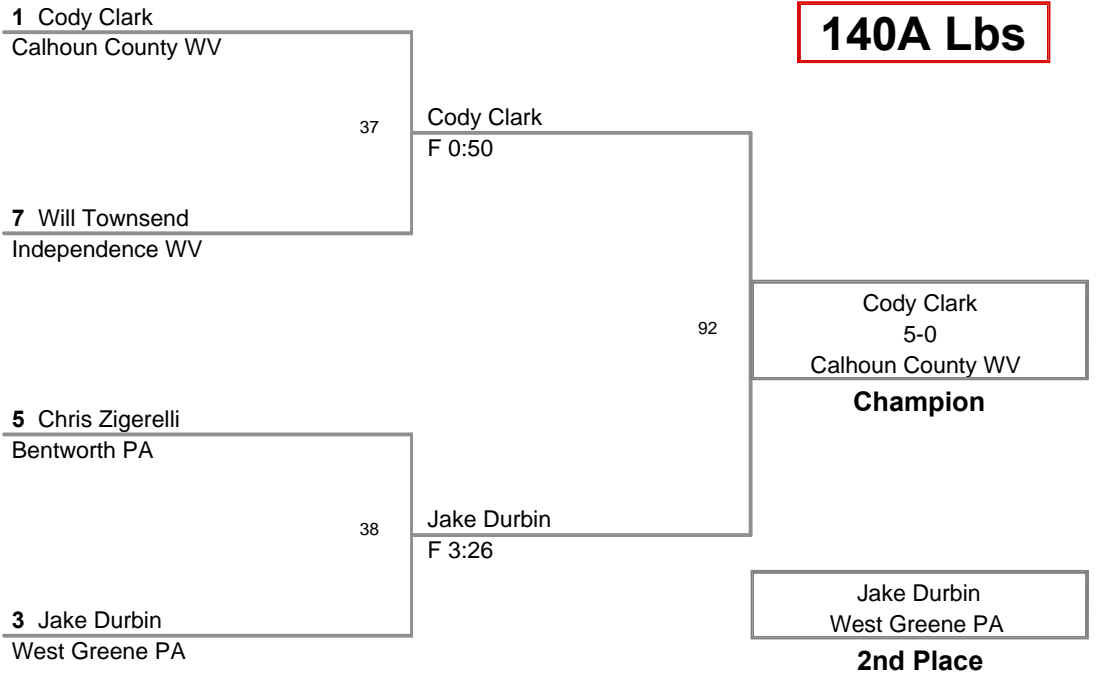 1 Cody Clark
Calhoun County WV
140A Lbs
37
Cody Clark
F 0:50
7 Will Townsend
Independence WV
92
Cody Clark
5-0
Calhoun County WV
Champion
5 Chris Zigerelli
Bentworth PA
38
Jake Durbin
F 3:26
3 Jake Durbin
West Greene PA
Jake Durbin
West Greene PA
2nd Place